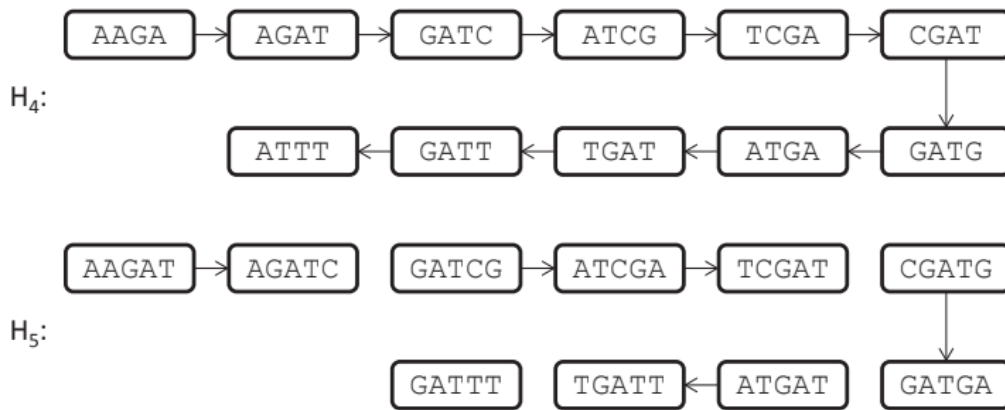 AAGA AGAT GATC ATCG TCGA CGAT
H₄:
ATTT GATT TGAT ATGA GATG
AAGAT AGATC GATCG ATCGA TCGAT CGATG
H₅:
GATTT TGATT ATGAT GATGA